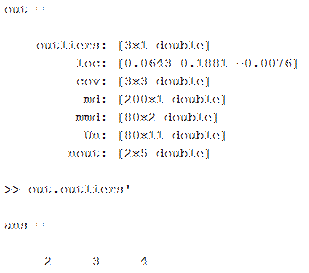 out =
outliers: [3x1 double]
loc: [0.0643 0.1881 -0.0076]
cov: [3x3 double]
md: [200x1 double]
mmd: [80x2 double]
Un: [80x11 double]
nout: [2x5 double]
>> out.outliers'
ans =
2 3 4